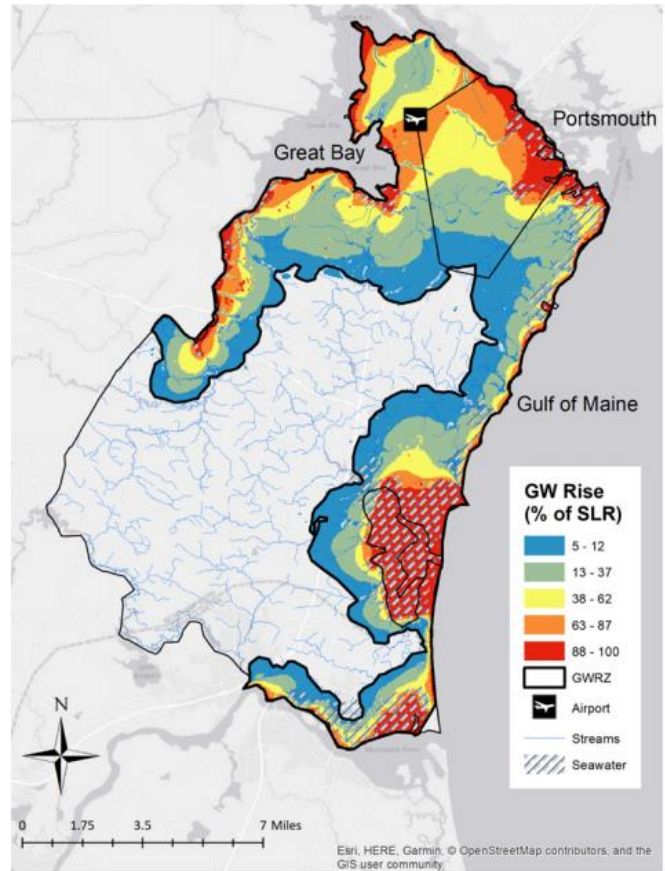 Portsmouth
Great Bay
Gulf of Maine
GW Rise
(% of SLR)
5 - 12
13 - 37
38 - 62
63 - 87
88 - 100
GWRZ
Airport
Streams
Seawater
N
0 1.75 3.5 7 Miles
Esri, HERE, Garmin, © OpenStreetMap contributors, and the
GIS user community